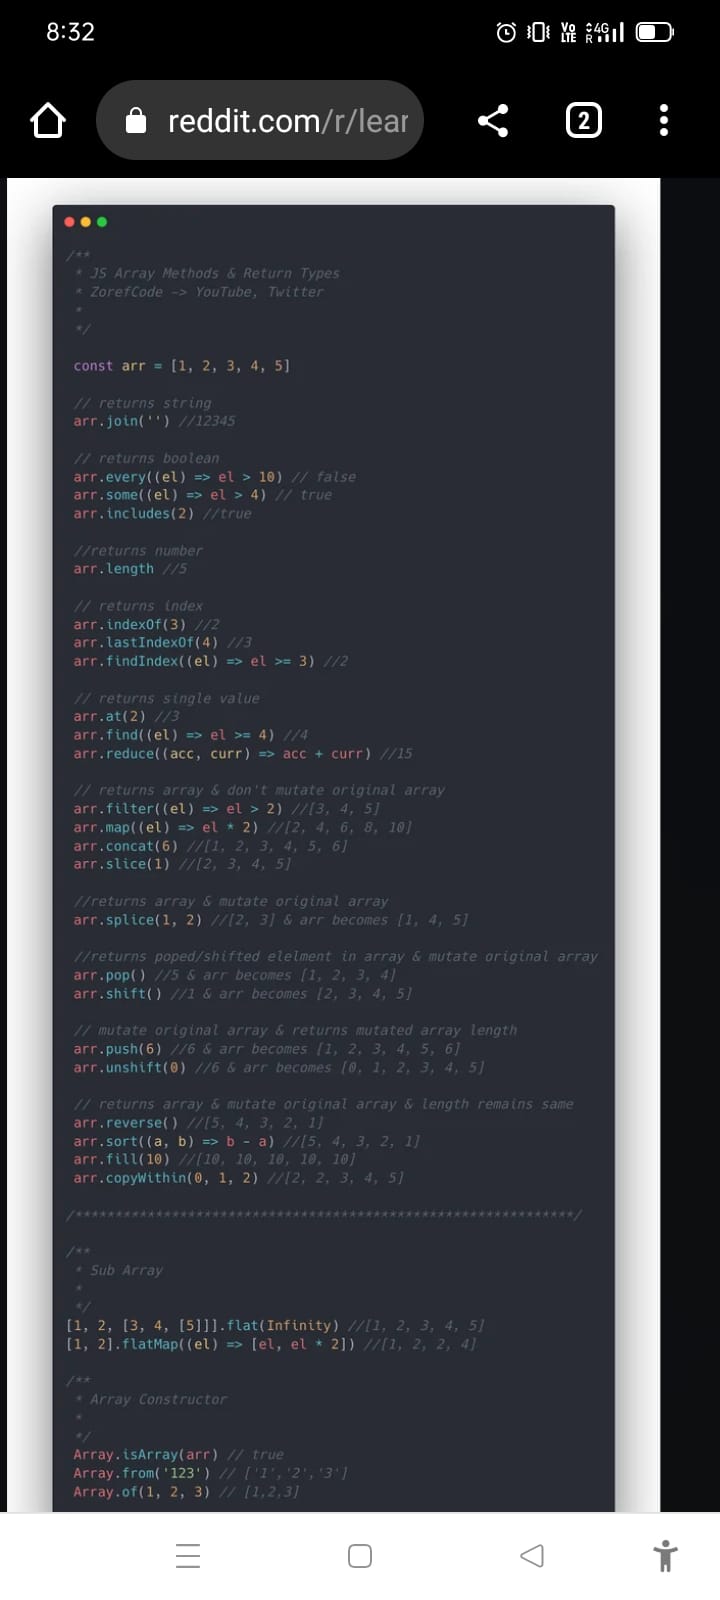 8:32
Vo LTE 4G R
reddit.com/r/lear
2
/**
* JS Array Methods & Return Types
* ZorefCode -> YouTube, Twitter
*
*/
const arr = [1, 2, 3, 4, 5]
// returns string
arr.join('') //12345
// returns boolean
arr.every((el) => el > 10) // false
arr.some((el) => el > 4) // true
arr.includes(2) //true
//returns number
arr.length //5
// returns index
arr.indexOf(3) //2
arr.lastIndexOf(4) //3
arr.findIndex((el) => el >= 3) //2
// returns single value
arr.at(2) //3
arr.find((el) => el >= 4) //4
arr.reduce((acc, curr) => acc + curr) //15
// returns array & don't mutate original array
arr.filter((el) => el > 2) //[3, 4, 5]
arr.map((el) => el * 2) //[2, 4, 6, 8, 10]
arr.concat(6) //[1, 2, 3, 4, 5, 6]
arr.slice(1) //[2, 3, 4, 5]
//returns array & mutate original array
arr.splice(1, 2) //[2, 3] & arr becomes [1, 4, 5]
//returns poped/shifted elelment in array & mutate original array
arr.pop() //5 & arr becomes [1, 2, 3, 4]
arr.shift() //1 & arr becomes [2, 3, 4, 5]
// mutate original array & returns mutated array length
arr.push(6) //6 & arr becomes [1, 2, 3, 4, 5, 6]
arr.unshift(0) //6 & arr becomes [0, 1, 2, 3, 4, 5]
// returns array & mutate original array & length remains same
arr.reverse() //[5, 4, 3, 2, 1]
arr.sort((a, b) => b - a) //[5, 4, 3, 2, 1]
arr.fill(10) //[10, 10, 10, 10, 10]
arr.copyWithin(0, 1, 2) //[2, 2, 3, 4, 5]
/**************************************************************/
/**
* Sub Array
*
*/
[1, 2, [3, 4, [5]]].flat(Infinity) //[1, 2, 3, 4, 5]
[1, 2].flatMap((el) => [el, el * 2]) //[1, 2, 2, 4]
/**
* Array Constructor
*
*/
Array.isArray(arr) // true
Array.from('123') // ['1','2','3']
Array.of(1, 2, 3) // [1,2,3]